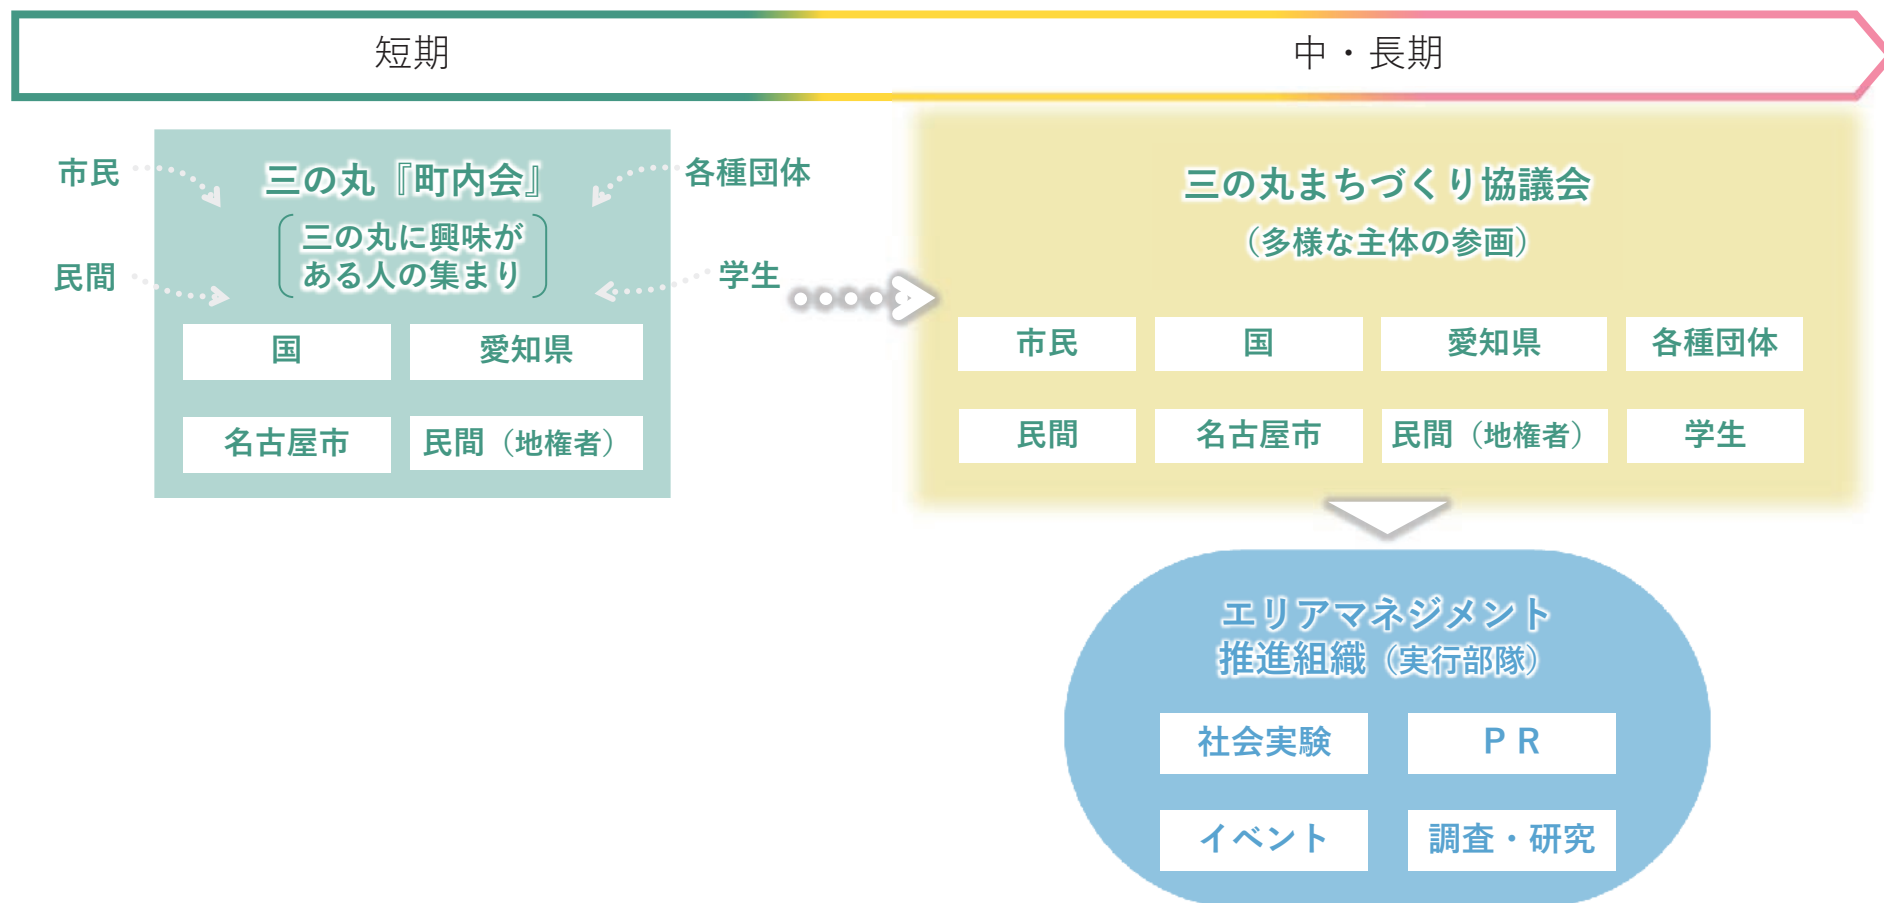 短期
中・長期
市民
各種団体
三の丸『町内会』
三の丸に興味が
ある人の集まり
民間
学生
国
愛知県
名古屋市
民間（地権者）
三の丸まちづくり協議会
（多様な主体の参画）
市民
国
愛知県
各種団体
民間
名古屋市
民間（地権者）
学生
エリアマネジメント
推進組織（実行部隊）
社会実験
ＰＲ
イベント
調査・研究